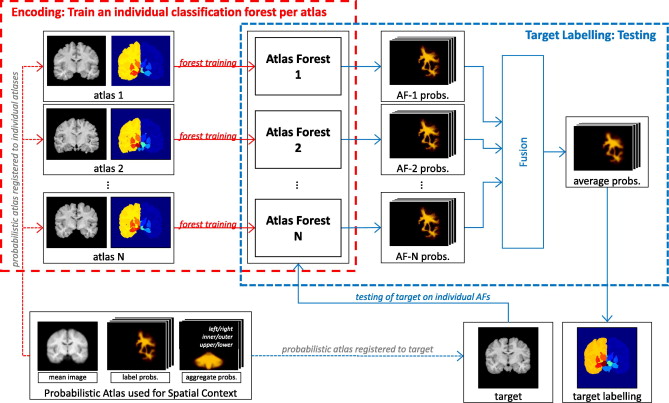 Encoding: Train an individual classification forest per atlas
Target Labelling: Testing
probabilistic atlas registered to individual atlases
atlas 1
forest training
Atlas Forest
1
AF-1 probs.
atlas 2
forest training
Atlas Forest
2
AF-2 probs.
...
...
...
atlas N
forest training
Atlas Forest
N
AF-N probs.
Fusion
average probs.
testing of target on individual AFs
mean image
label probs.
left/right
inner/outer
upper/lower
aggregate probs.
Probabilistic Atlas used for Spatial Context
probabilistic atlas registered to target
target
target labelling